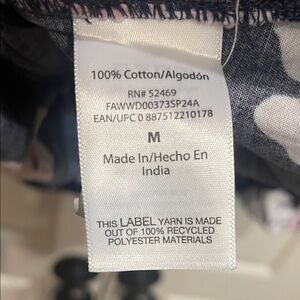 100% Cotton/Algodón
RN# 52469
FAWWD00373SP24A
EAN/UPC 0 887512210178
M
Made In/Hecho En
India
THIS LABEL YARN IS MADE
OUT OF 100% RECYCLED
POLYESTER MATERIALS